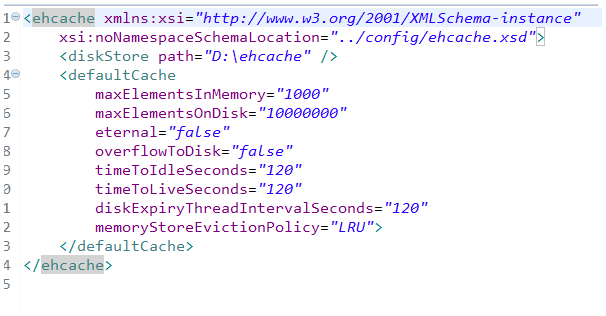 1 <ehcache xmlns:xsi="http://www.w3.org/2001/XMLSchema-instance"
2     xsi:noNamespaceSchemaLocation="../config/ehcache.xsd">
3     <diskStore path="D:\ehcache" />
4     <defaultCache
5         maxElementsInMemory="1000"
6         maxElementsOnDisk="10000000"
7         eternal="false"
8         overflowToDisk="false"
9         timeToIdleSeconds="120"
0         timeToLiveSeconds="120"
1         diskExpiryThreadIntervalSeconds="120"
2         memoryStoreEvictionPolicy="LRU">
3     </defaultCache>
4 </ehcache>
5